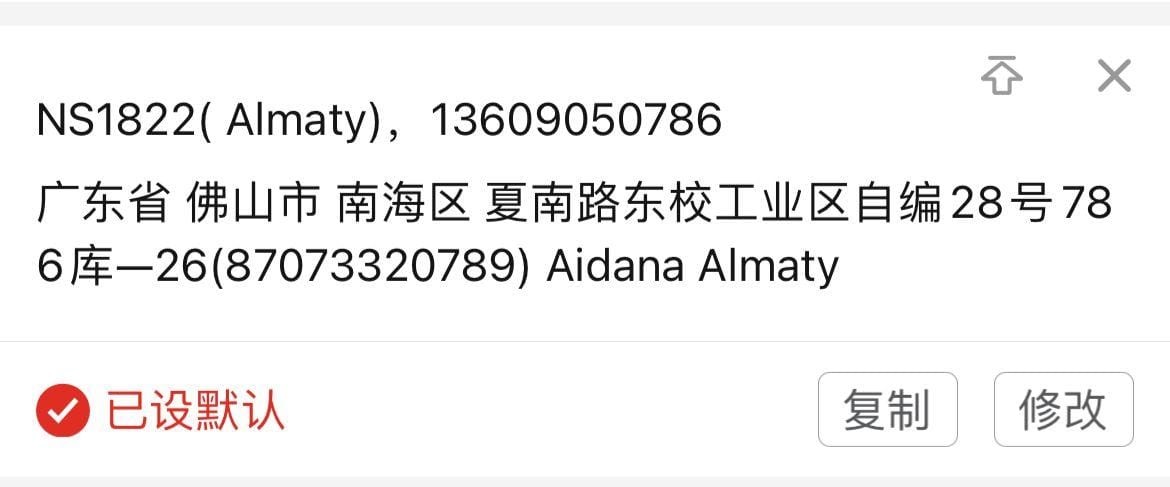 NS1822( Almaty)，13609050786
广东省 佛山市 南海区 夏南路东校工业区自编28号78
6库—26(87073320789) Aidana Almaty
已设默认
复制
修改